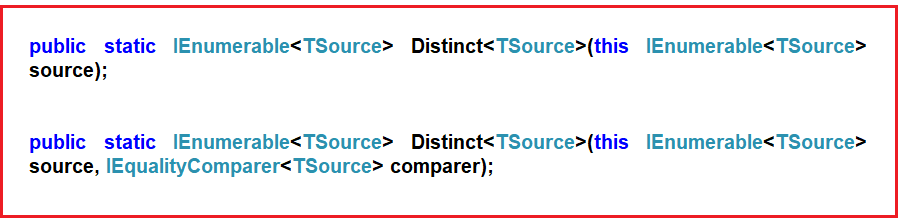 public static IEnumerable<TSource> Distinct<TSource>(this IEnumerable<TSource>
source);
public static IEnumerable<TSource> Distinct<TSource>(this IEnumerable<TSource>
source, IEqualityComparer<TSource> comparer);